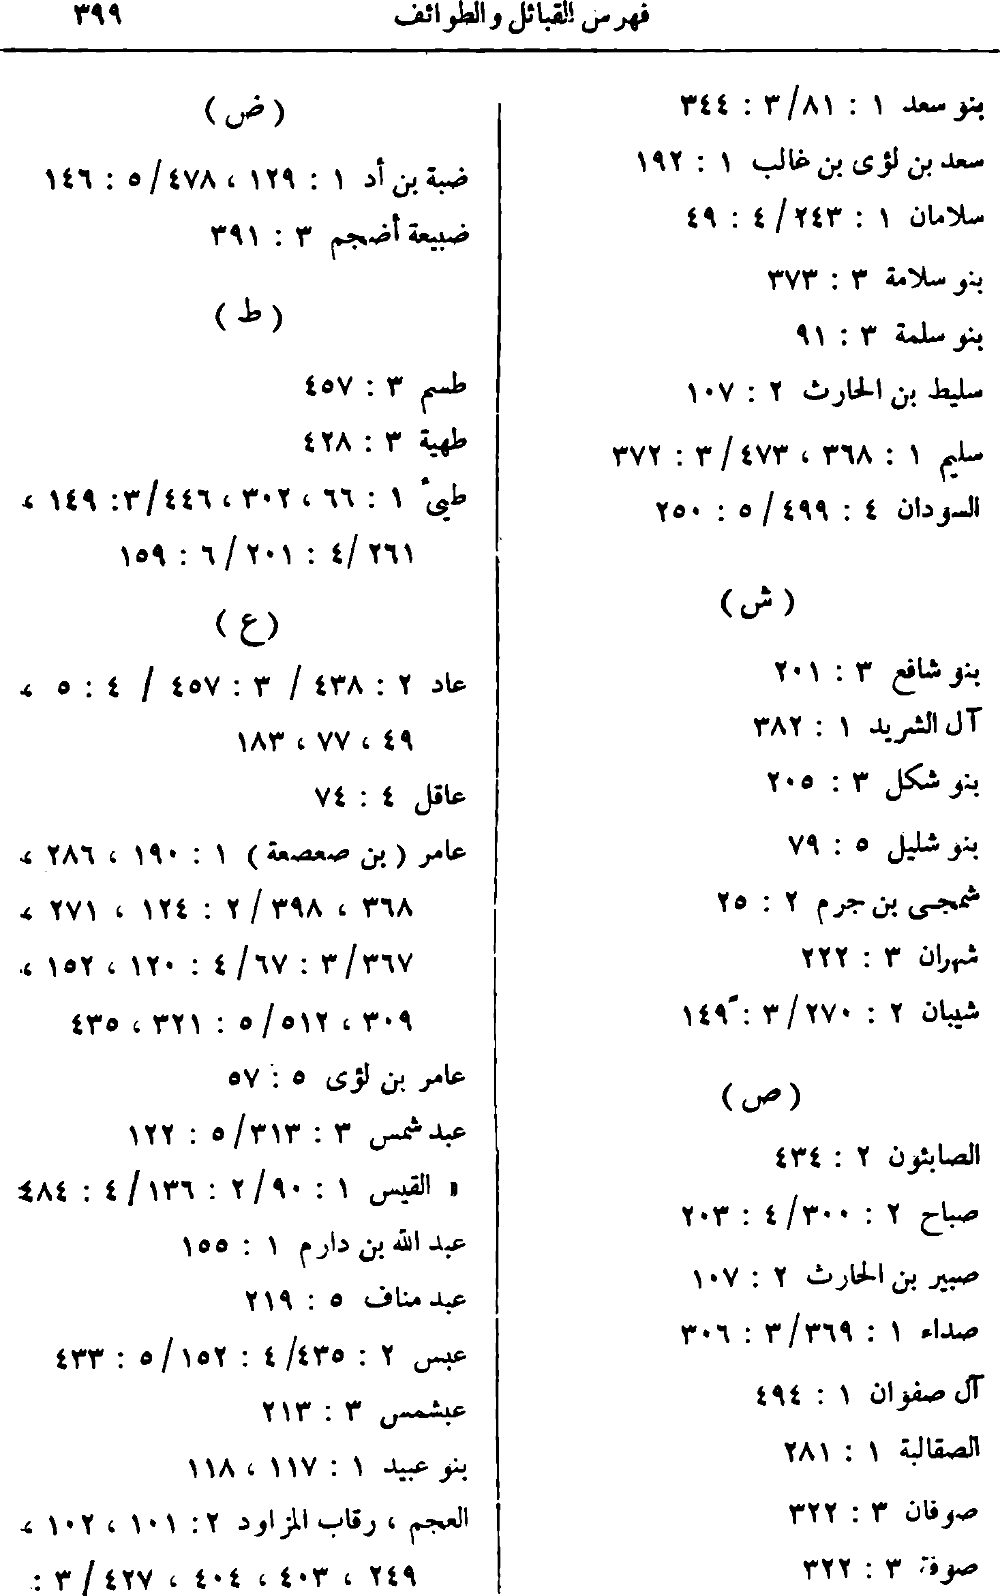 فهرس القبائل والطوائف ٣٩٩
بنو سعد ١ : ٨١/ ٣ : ٣٤٤
سعد بن لؤى بن غالب ١ : ١٩٢
سلامان ١ : ٢٤٣/ ٤ : ٤٩
بنو سلامة ٣ : ٣٧٣
بنو سلمة ٣ : ٩١
سليط بن الحارث ٢ : ١٠٧
سليم ١ : ٣٦٨ ، ٤٧٣/ ٣ : ٣٧٢
السودان ٤ : ٤٩٩/ ٥ : ٢٥٠
( ش )
بنو شافع ٣ : ٢٠١
آل الشريد ١ : ٣٨٢
بنو شكل ٣ : ٢٠٥
بنو شليل ٥ : ٧٩
شمجى بن جرم ٢ : ٢٥
شهران ٣ : ٢٢٢
شيبان ٢ : ٢٧٠/ ٣ : ١٤٩
( ص )
الصابئون ٢ : ٤٣٤
صباح ٢ : ٣٠٠/ ٤ : ٢٠٣
صبير بن الحارث ٢ : ١٠٧
صداء ١ : ٣٦٩/ ٣ : ٣٠٦
آل صفوان ١ : ٤٩٤
الصقالبة ١ : ٢٨١
صوفان ٣ : ٣٢٢
صوفة ٣ : ٣٢٢
( ض )
ضبة بن أد ١ : ١٢٩ ، ٤٧٨/ ٥ : ١٤٦
ضبيعة أضجم ٣ : ٣٩١
( ط )
طسم ٣ : ٤٥٧
طهية ٣ : ٤٢٨
طيئ ١ : ٦٦ ، ٣٠٢ ، ٤٤٦/ ٣: ١٤٩ ،
٢٦١ /٤ : ٢٠١/ ٦ : ١٥٩
( ع )
عاد ٢ : ٤٣٨/ ٣ : ٤٥٧ / ٤ : ٥ ،
٤٩ ، ٧٧ ، ١٨٣
عاقل ٤ : ٧٤
عامر ( بن صعصعة ) ١ : ١٩٠ ، ٢٨٦ ،
٣٦٨ ، ٣٩٨/ ٢ : ١٢٤ ، ٢٧١ ،
٣٦٧/ ٣ : ٦٧/ ٤ : ١٢٠ ، ١٥٢ ،
٣٠٩ ، ٥١٢/ ٥ : ٣٢١ ، ٤٣٥
عامر بن لؤى ٥ : ٥٧
عبد شمس ٣ : ٣١٣/ ٥ : ١٢٢
» القيس ١ : ٩٠/ ٢ : ١٣٦/ ٤ : ٤٨٤
عبد الله بن دارم ١ : ١٥٥
عبد مناف ٥ : ٢١٩
عبس ٢ : ٤٣٥/ ٤ : ١٥٢/ ٥ : ٤٣٣
عبشمس ٣ : ٢١٣
بنو عبيد ١ : ١١٧ ، ١١٨
العجم ، رقاب المزاود ٢ : ١٠١ ، ١٠٢ ،
٢٤٩ ، ٤٠٣ ، ٤٠٤ ، ٤٢٧/ ٣ :